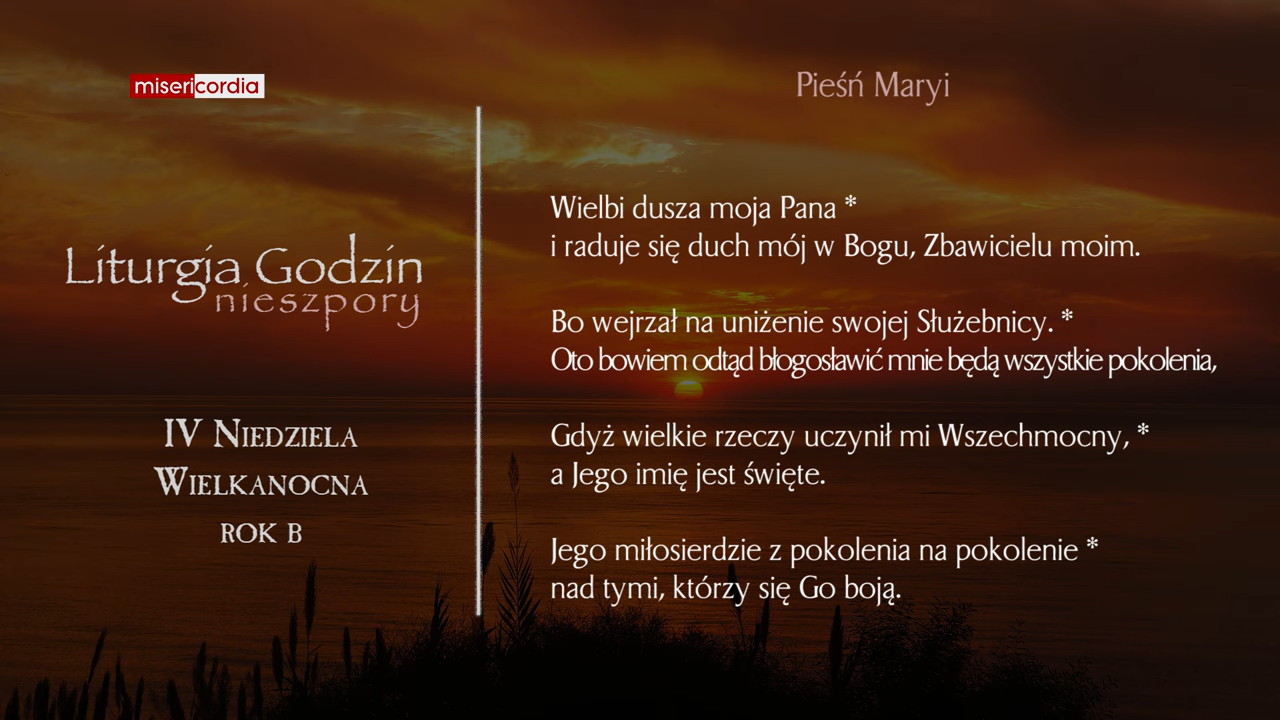 misericordia
Liturgia Godzin
nieszpory
IV Niedziela
Wielkanocna
rok B
Pieśń Maryi
Wielbi dusza moja Pana *
i raduje się duch mój w Bogu, Zbawicielu moim.
Bo wejrzał na uniżenie swojej Służebnicy. *
Oto bowiem odtąd błogosławić mnie będą wszystkie pokolenia,
Gdyż wielkie rzeczy uczynił mi Wszechmocny, *
a Jego imię jest święte.
Jego miłosierdzie z pokolenia na pokolenie *
nad tymi, którzy się Go boją.